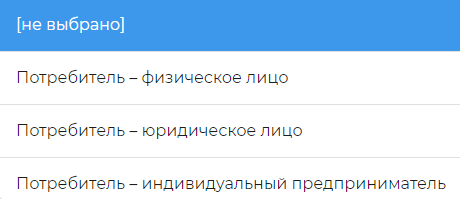 [не выбрано]
Потребитель – физическое лицо
Потребитель – юридическое лицо
Потребитель – индивидуальный предприниматель